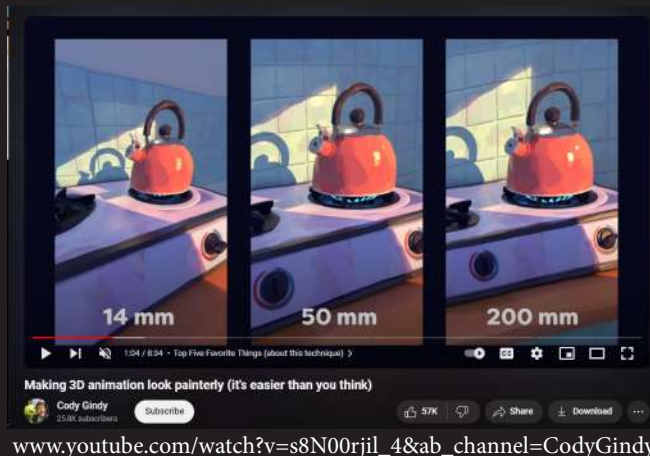 14 mm 50 mm 200 mm
1:04 / 8:04 • Top Five Favorite Things (about this technique) >
CC
Making 3D animation look painterly (it's easier than you think)
Cody Gindy
25.8K subscribers
Subscribe
57K
Share
Download
...
www.youtube.com/watch?v=s8N00rjil_4&ab_channel=CodyGindy